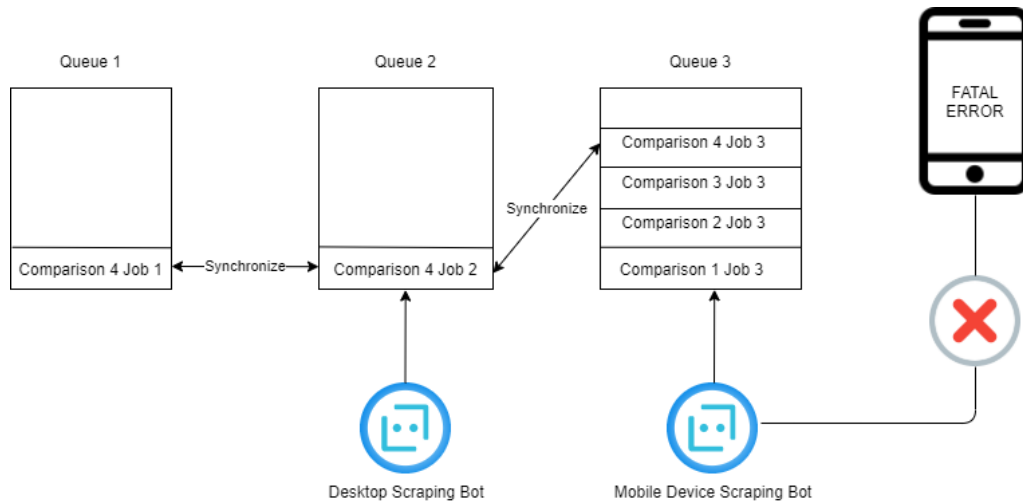 Queue 1
Queue 2
Queue 3
FATAL
ERROR
Comparison 4 Job 3
Comparison 3 Job 3
Synchronize
Comparison 2 Job 3
Comparison 4 Job 1
Synchronize
Comparison 4 Job 2
Comparison 1 Job 3
Desktop Scraping Bot
Mobile Device Scraping Bot